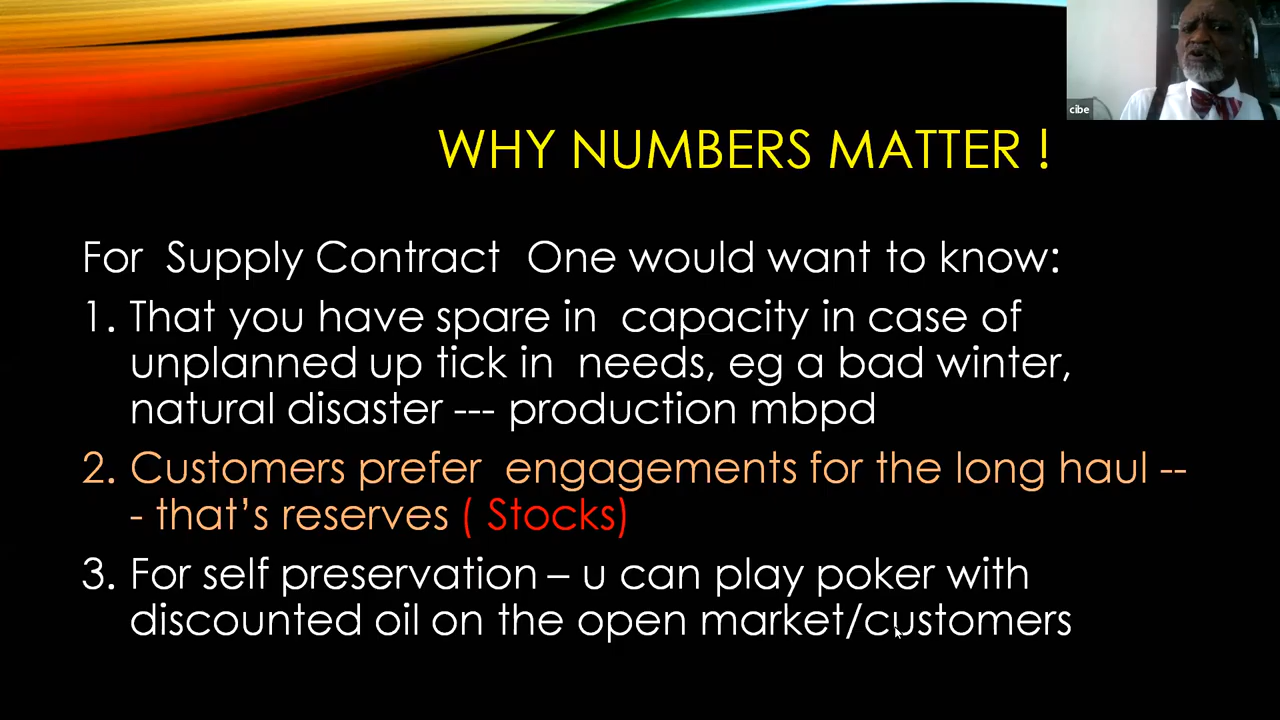 cibe
WHY NUMBERS MATTER !
For Supply Contract One would want to know:
1. That you have spare in capacity in case of
unplanned up tick in needs, eg a bad winter,
natural disaster --- production mbpd
2. Customers prefer engagements for the long haul --
- that’s reserves ( Stocks)
3. For self preservation – u can play poker with
discounted oil on the open market/customers